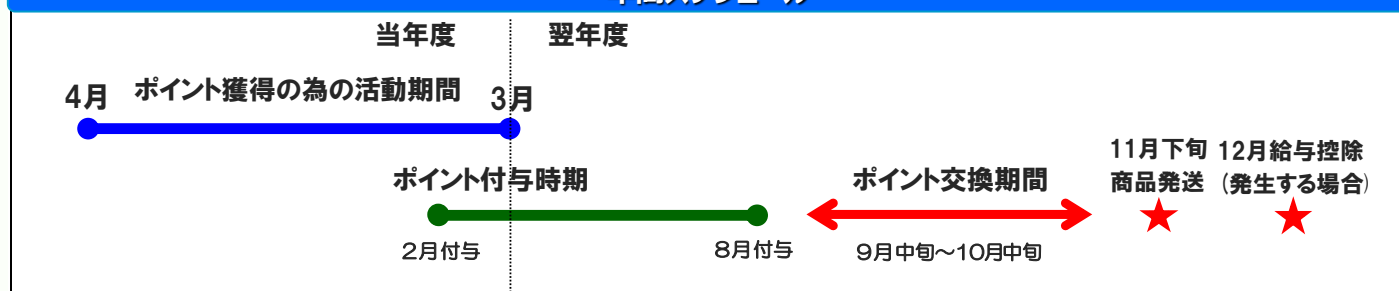 当年度
翌年度
4月
ポイント獲得の為の活動期間
3月
ポイント付与時期
ポイント交換期間
11月下旬
商品発送
12月給与控除
(発生する場合)
2月付与
8月付与
9月中旬～10月中旬